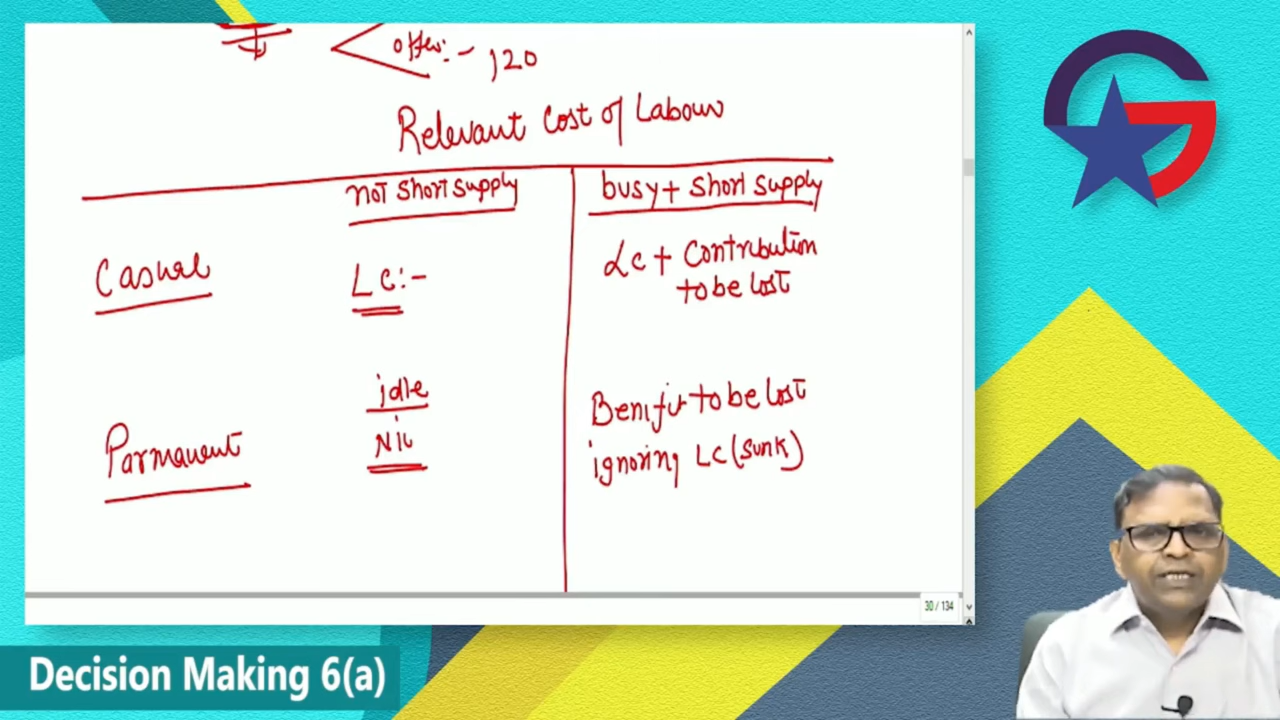 offer:- 120
Relevant Cost of Labour
not short supply
busy + short supply
Casual
LC:-
LC + Contribution
to be lost
idle
Nil
Parmanent
Benifit to be lost
ignoring LC (sunk)
30 / 134
Decision Making 6(a)